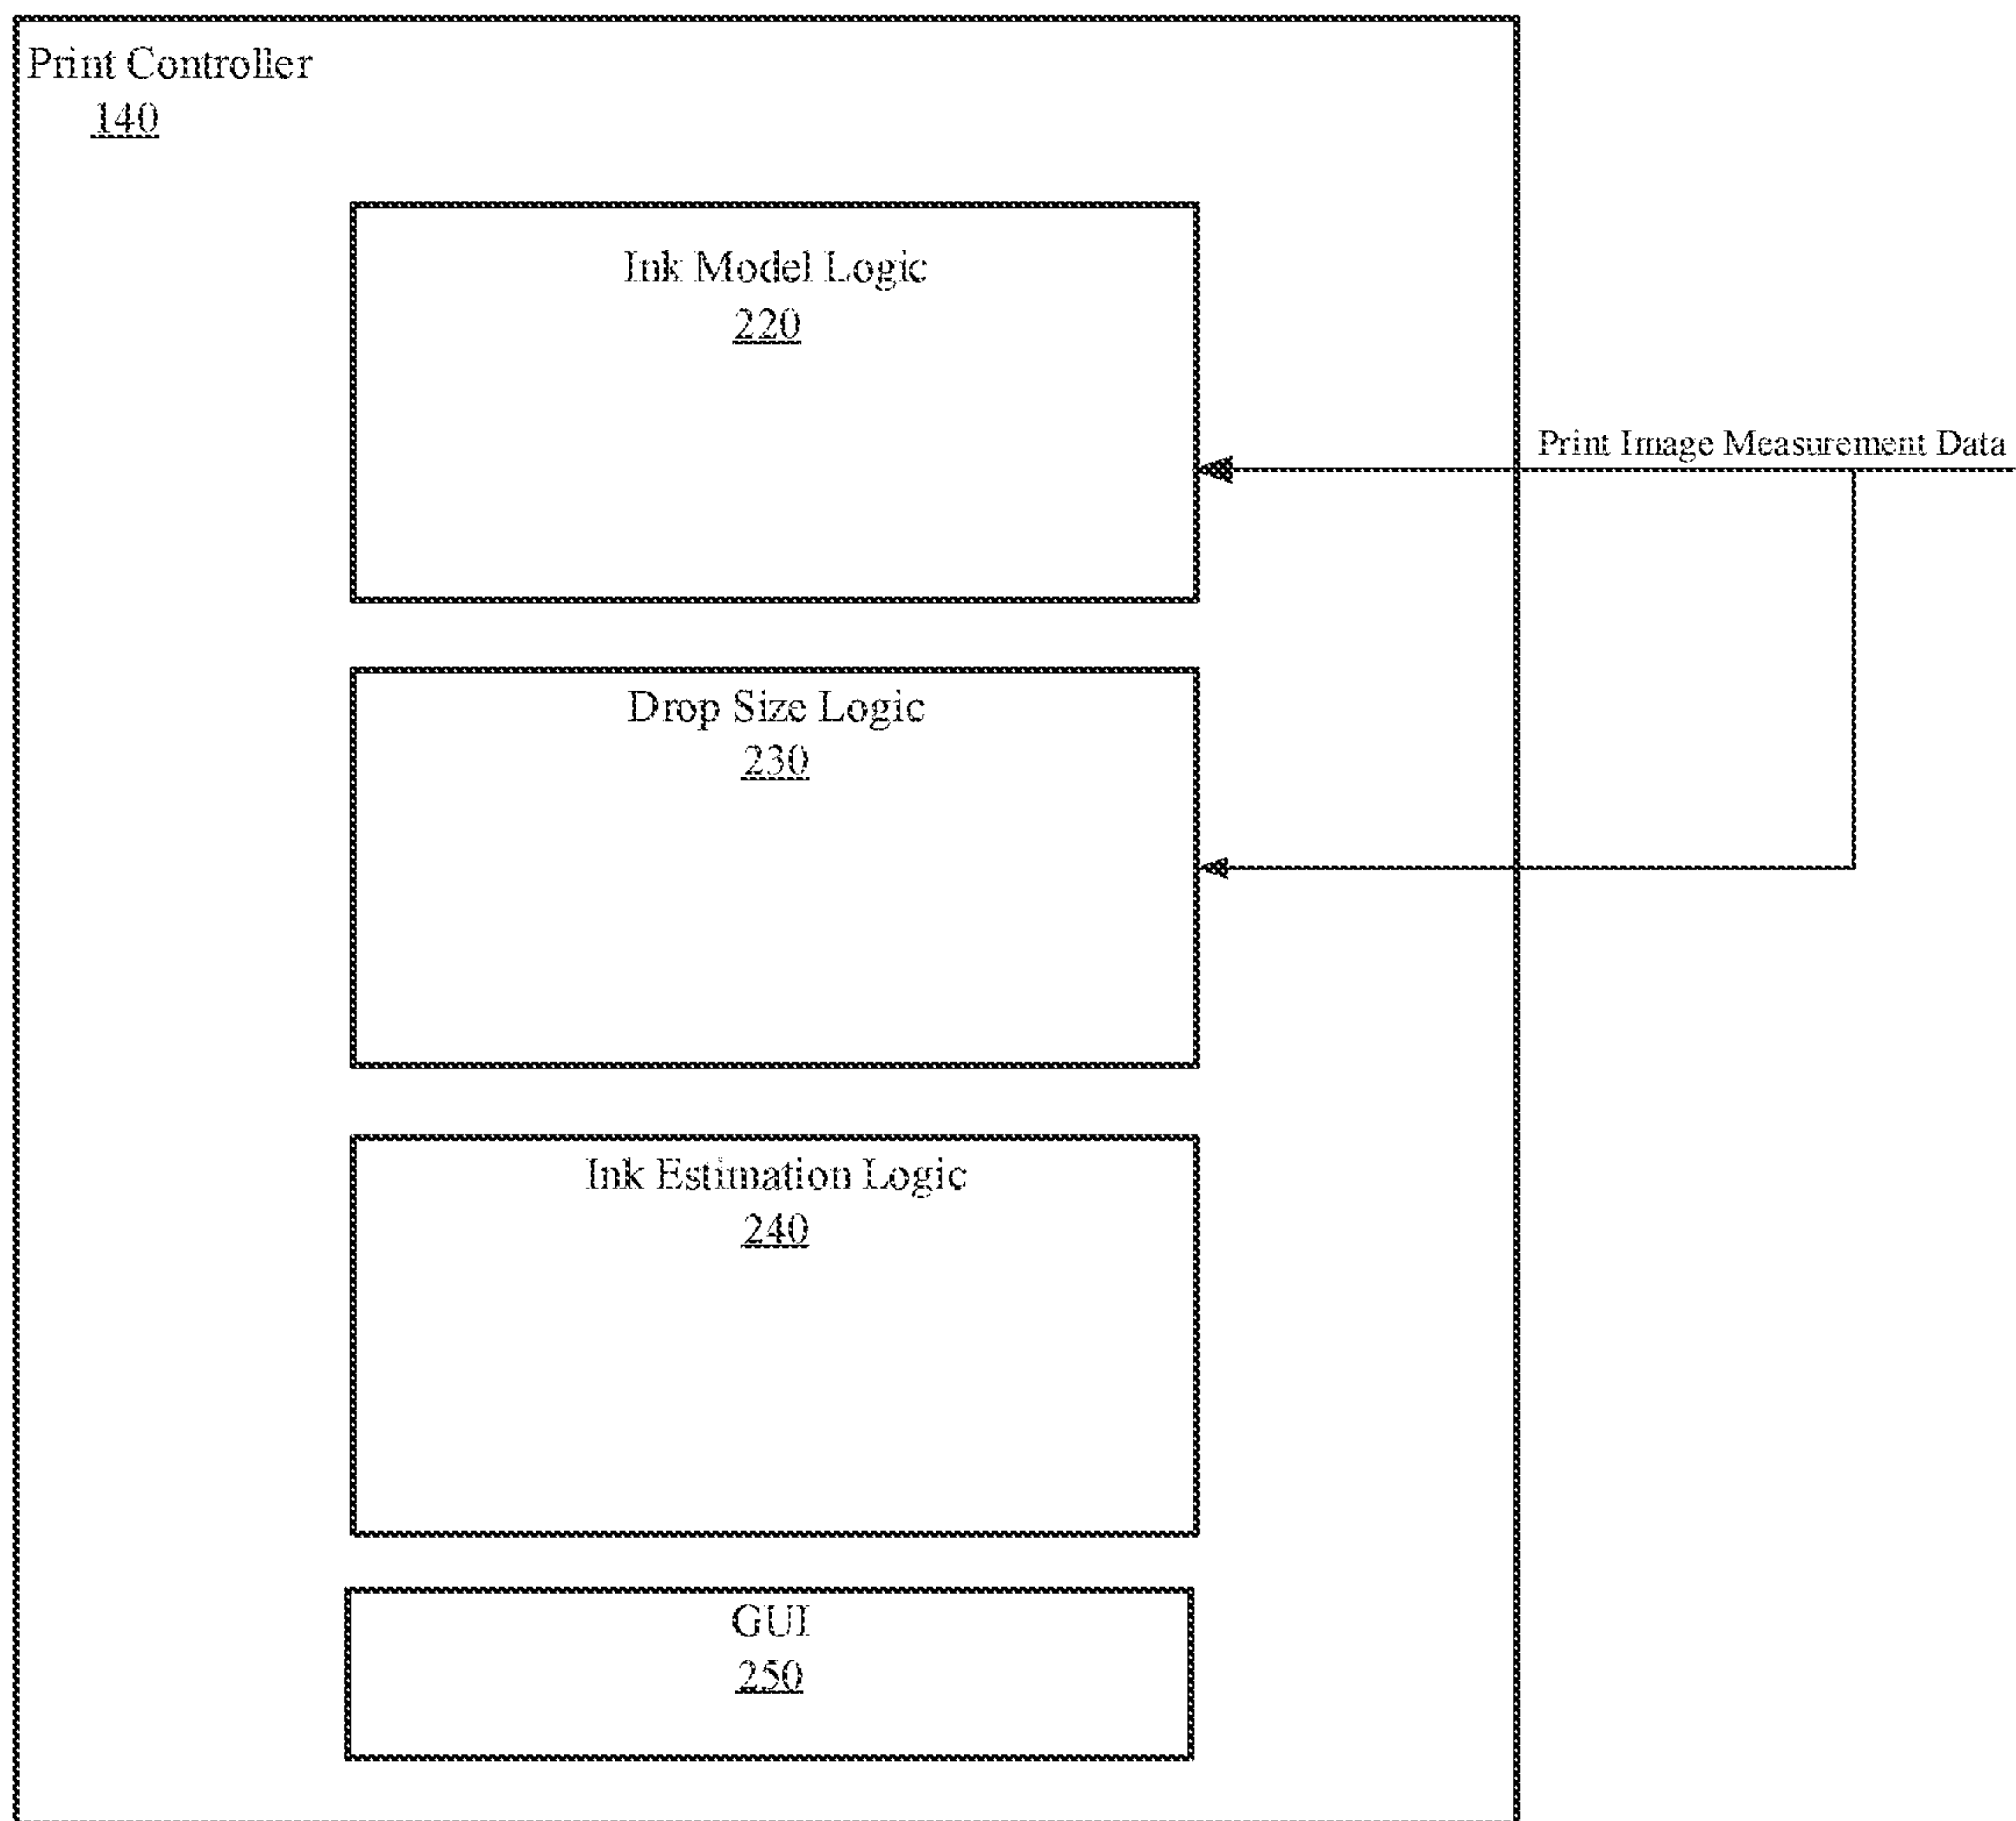 Print Controller
140
Ink Model Logic
220
Print Image Measurement Data
Drop Size Logic
230
Ink Estimation Logic
240
GUI
250